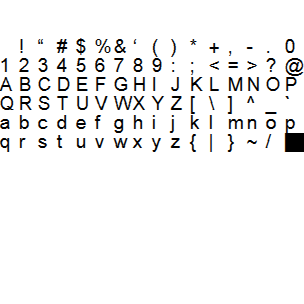 ! “ # $ % & ‘ ( ) * + , - . 0
1 2 3 4 5 6 7 8 9 : ; < = > ? @
A B C D E F G H I J K L M N O P
Q R S T U V W X Y Z [ \ ] ^ _ `
a b c d e f g h i j k l m n o p
q r s t u v w x y z { | } ~ / █